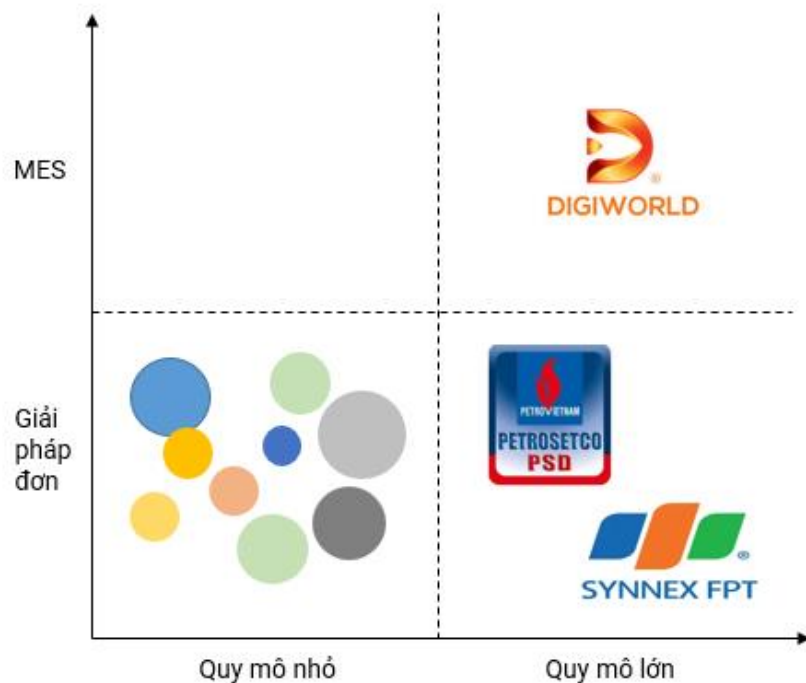 MES
DIGIWORLD
®
Giải
pháp
đơn
PETROVIETNAM
PETROSETCO
PSD
®
SYNNEX FPT
Quy mô nhỏ
Quy mô lớn